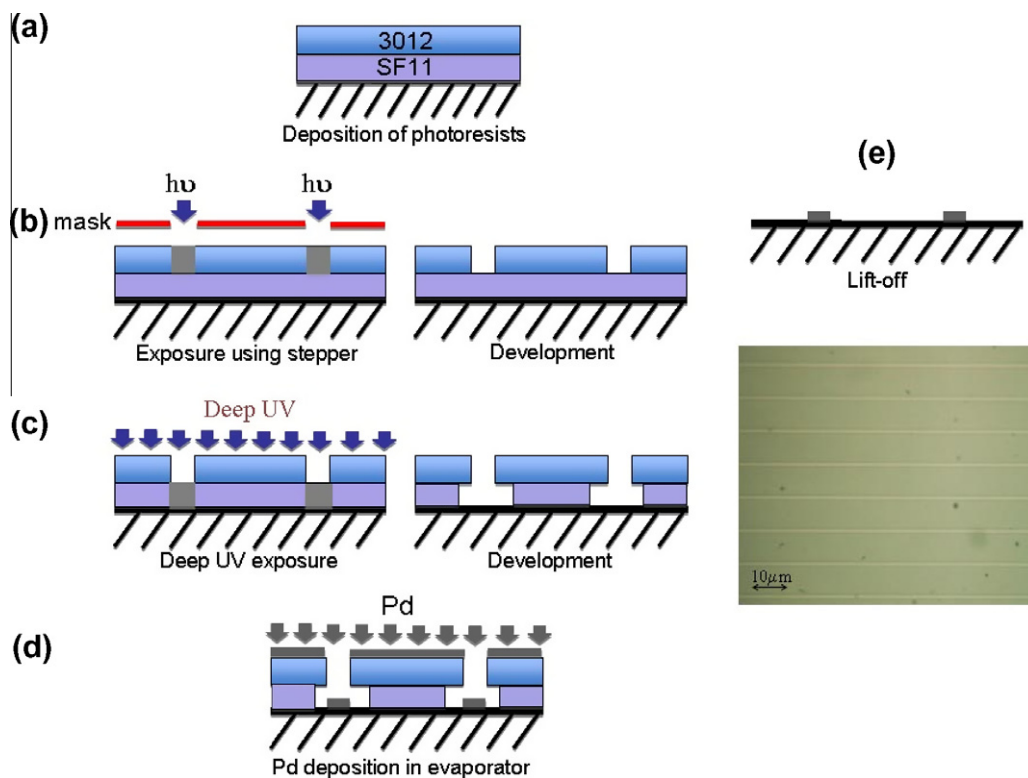 (a)
3012
SF11
Deposition of photoresists
(e)
hυ hυ
(b)
mask
Exposure using stepper
Development
Lift-off
(c)
Deep UV
Deep UV exposure
Development
10μm
(d)
Pd
Pd deposition in evaporator